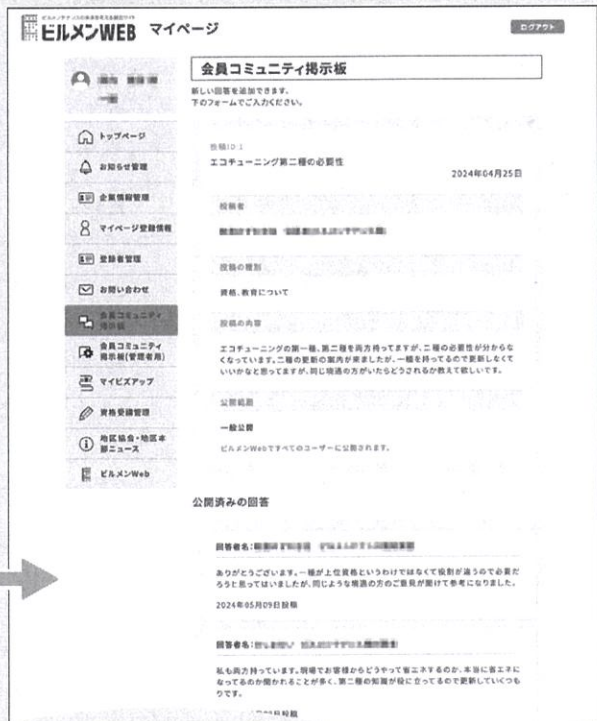 ビルメンテナンスの未来を考える総合サイト
ビルメンWEB マイページ
ログアウト
会員コミュニティ掲示板
新しい回答を追加できます。
下のフォームでご入力ください。
トップページ
お知らせ管理
企業情報管理
マイページ登録情報
登録者管理
お問い合わせ
会員コミュニティ
掲示板
会員コミュニティ
掲示板(管理者用)
マイビズアップ
資格受講管理
地区協会・地区本
部ニュース
ビルメンWeb
投稿ID:1
エコチューニング第二種の必要性
2024年04月25日
投稿者
投稿の種別
資格、教育について
投稿の内容
エコチューニングの第一種、第二種を両方持ってますが、二種の必要性が分からな
くなっています。二種の更新の案内が来ましたが、一種を持ってるので更新しなくて
いいかなと思ってますが、同じ境遇の方がいたらどうされるか教えて欲しいです。
公開範囲
一般公開
ビルメンWebですべてのユーザーに公開されます。
公開済みの回答
回答者名:
ありがとうございます。一種が上位資格というわけではなくて役割が違うので必要だ
ろうと思ってはいましたが、同じような境遇の方のご意見が聞けて参考になりました。
2024年05月09日投稿
回答者名:
私も両方持っています。現場でお客様からどうやって省エネするのか、本当に省エネに
なってるのか聞かれることが多く、第二種の知識が役に立ってるので更新していくつも
りです。